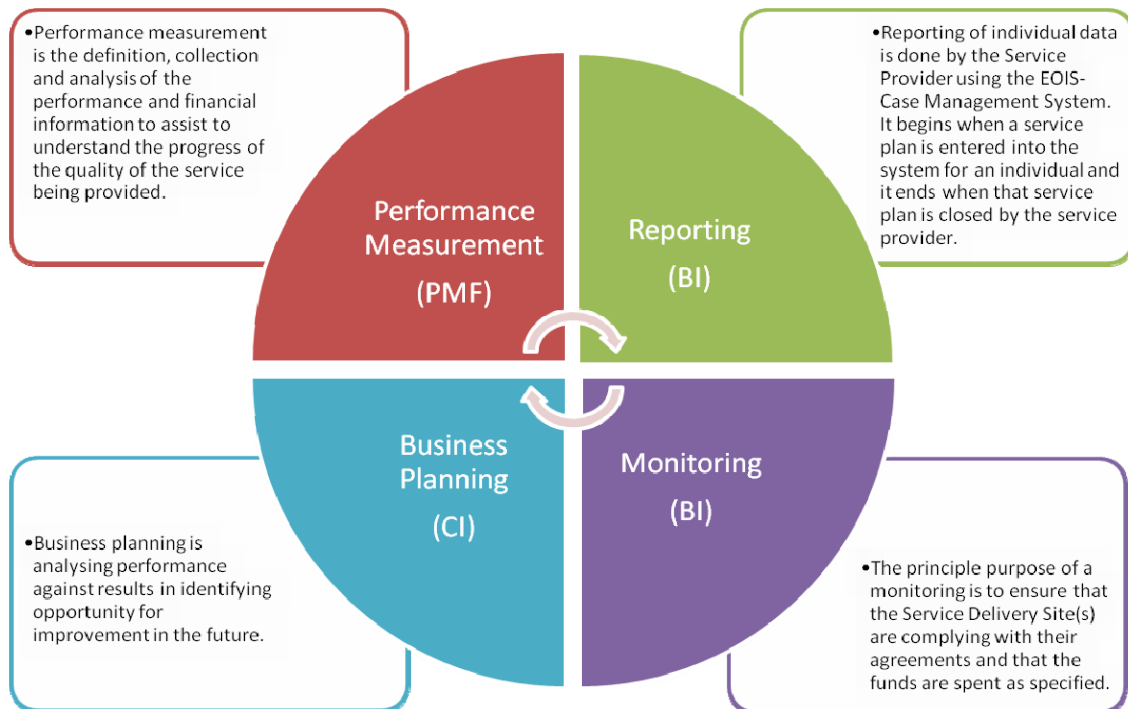 •Performance measurement
is the definition, collection
and analysis of the
performance and financial
information to assist to
understand the progress of
the quality of the service
being provided.
Performance
Measurement
(PMF)
•Reporting of individual data
is done by the Service
Provider using the EOIS-
Case Management System.
It begins when a service
plan is entered into the
system for an individual and
it ends when that service
plan is closed by the service
provider.
Reporting
(BI)
•Business planning is
analysing performance
against results in identifying
opportunity for
improvement in the future.
Business
Planning
(CI)
Monitoring
(BI)
•The principle purpose of a
monitoring is to ensure that
the Service Delivery Site(s)
are complying with their
agreements and that the
funds are spent as specified.